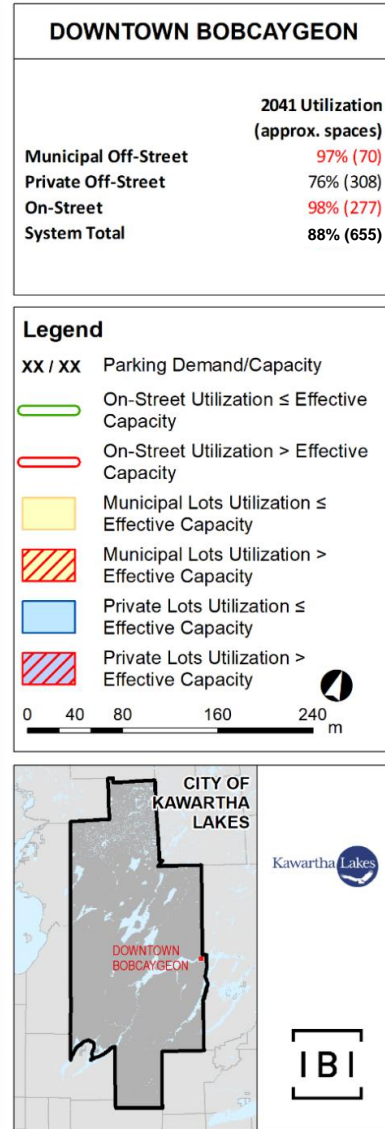 DOWNTOWN BOBCAYGEON
2041 Utilization
(approx. spaces)
Municipal Off-Street 97% (70)
Private Off-Street 76% (308)
On-Street 98% (277)
System Total 88% (655)
Legend
XX / XX Parking Demand/Capacity
On-Street Utilization ≤ Effective
Capacity
On-Street Utilization > Effective
Capacity
Municipal Lots Utilization ≤
Effective Capacity
Municipal Lots Utilization >
Effective Capacity
Private Lots Utilization ≤
Effective Capacity
Private Lots Utilization >
Effective Capacity
0 40 80 160 240
m
CITY OF
KAWARTHA
LAKES
DOWNTOWN
BOBCAYGEON
Kawartha Lakes
IBI